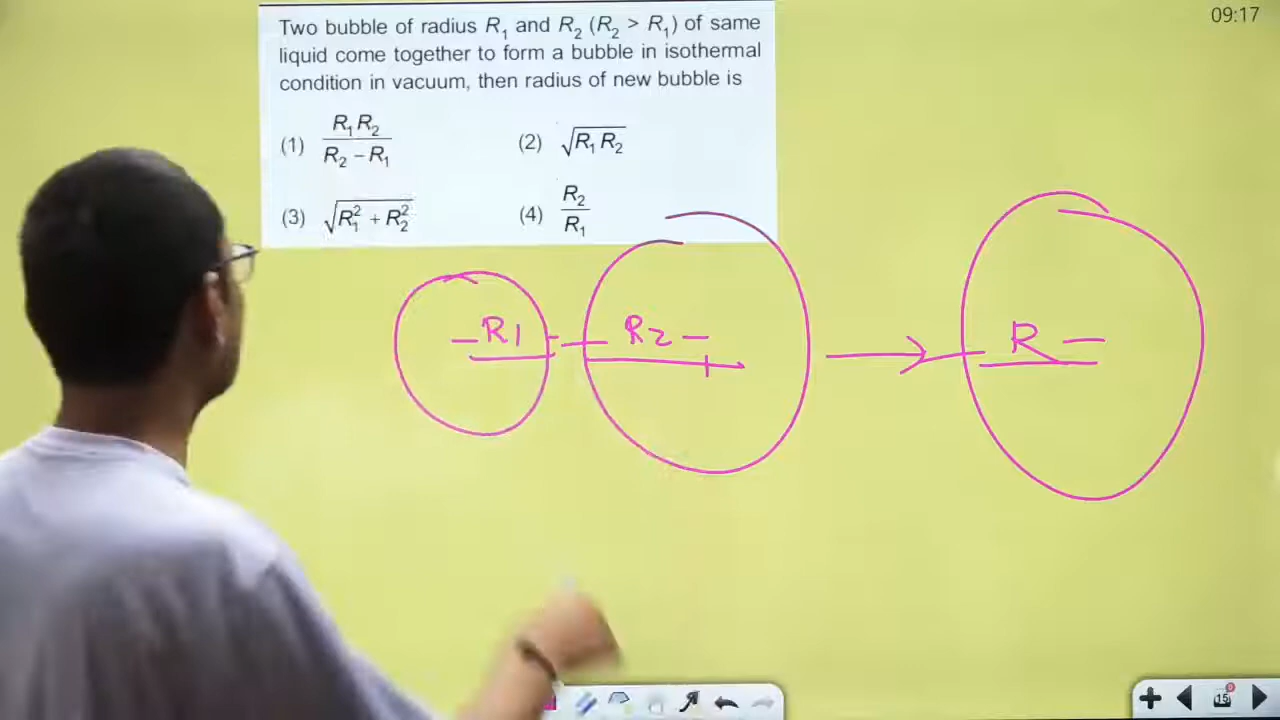 09:17
Two bubble of radius R₁ and R₂ (R₂ > R₁) of same
liquid come together to form a bubble in isothermal
condition in vacuum, then radius of new bubble is
(1) R₁R₂ / R₂ – R₁ (2) √R₁R₂
(3) √R₁² + R₂² (4) R₂ / R₁
R1 R2 → R
15